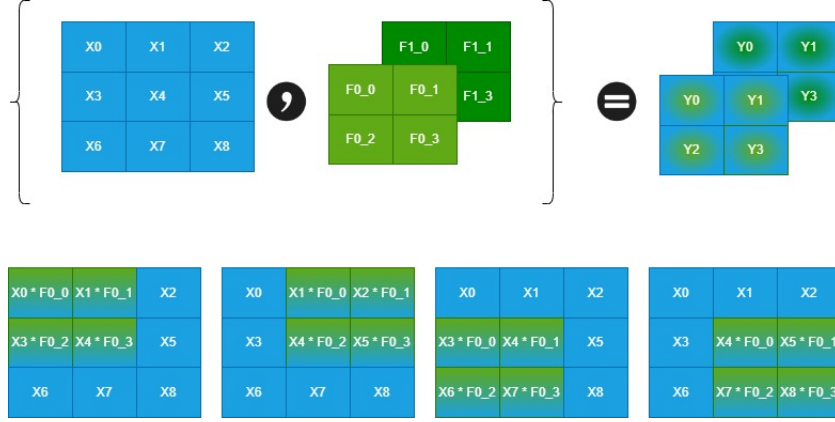 X0 X1 X2
X3 X4 X5
X6 X7 X8
,
F1_0 F1_1
F1_3
F0_0 F0_1
F0_2 F0_3
=
Y0 Y1
Y3
Y0 Y1
Y2 Y3
X0 * F0_0 X1 * F0_1 X2
X3 * F0_2 X4 * F0_3 X5
X6 X7 X8
X0 X1 * F0_0 X2 * F0_1
X3 X4 * F0_2 X5 * F0_3
X6 X7 X8
X0 X1 X2
X3 * F0_0 X4 * F0_1 X5
X6 * F0_2 X7 * F0_3 X8
X0 X1 X2
X3 X4 * F0_0 X5 * F0_1
X6 X7 * F0_2 X8 * F0_3